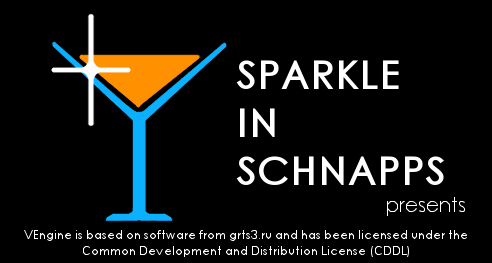 SPARKLE
IN
SCHNAPPS
presents
VEngine is based on software from grts3.ru and has been licensed under the
Common Development and Distribution License (CDDL)